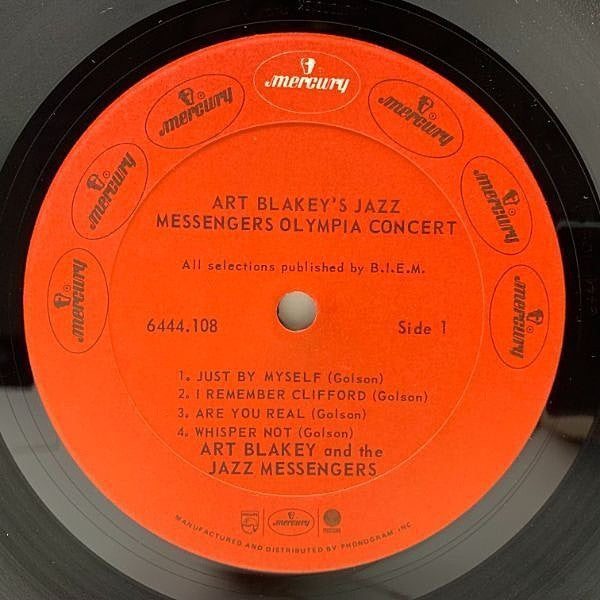 mercury
mercury
mercury
mercury
mercury
mercury
mercury
ART BLAKEY'S JAZZ
MESSENGERS OLYMPIA CONCERT
All selections published by B.I.E.M.
6444.108
Side 1
1. JUST BY MYSELF (Golson)
2. I REMEMBER CLIFFORD (Golson)
3. ARE YOU REAL (Golson)
4. WHISPER NOT (Golson)
ART BLAKEY and the
JAZZ MESSENGERS
mercury
MANUFACTURED AND DISTRIBUTED BY PHONOGRAM, INC